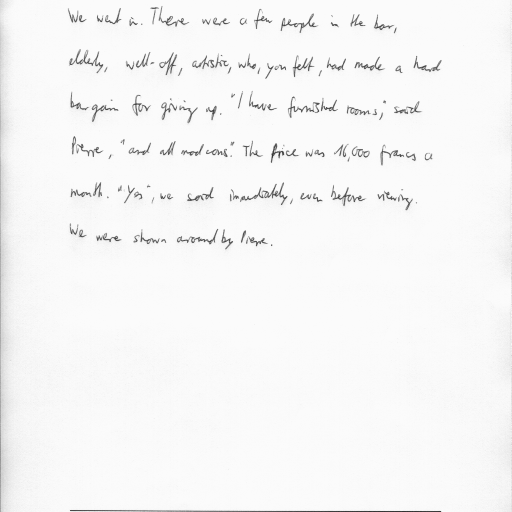 We went in. There were a few people in the bar,
elderly, well-off, artistic, who, you felt, had made a hard
bargain for giving up. "I have furnished rooms," said
Pierre, "and all mod cons." The price was 16,000 francs a
month. "Yes", we said immediately, even before viewing.
We were shown around by Pierre.